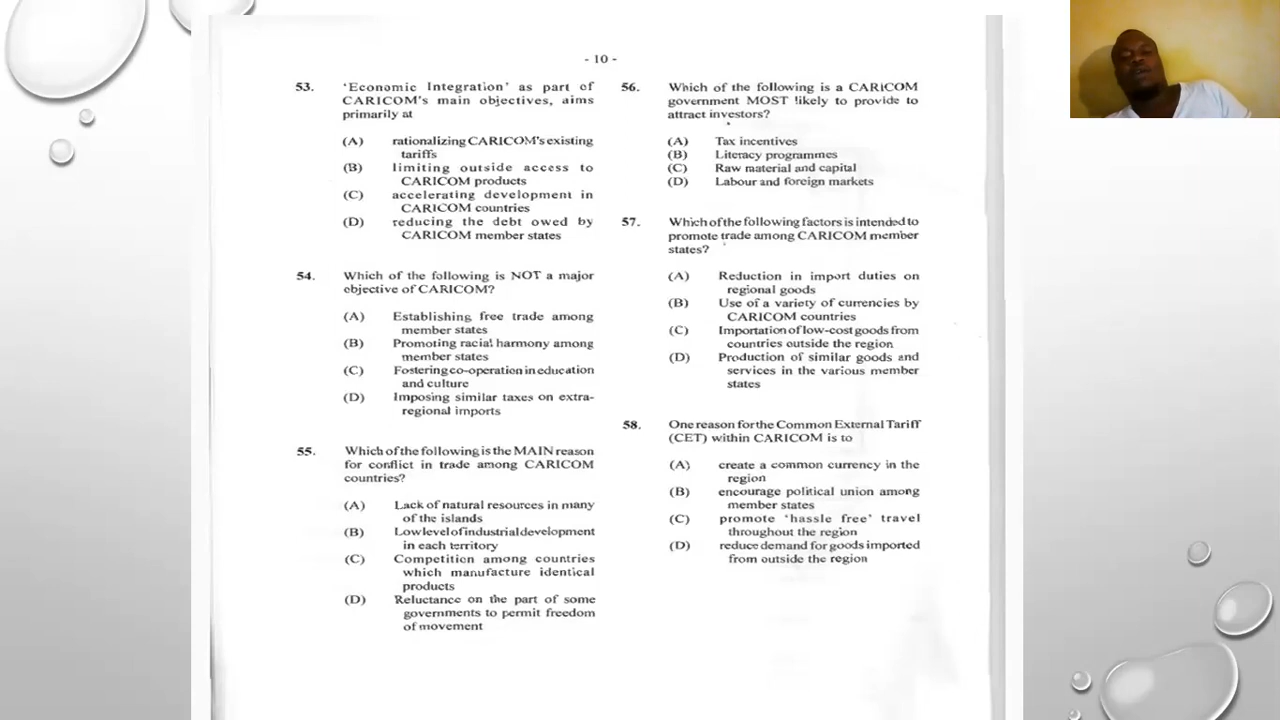 - 10 -
53. 'Economic Integration' as part of
CARICOM's main objectives, aims
primarily at
(A) rationalizing CARICOM's existing
tariffs
(B) limiting outside access to
CARICOM products
(C) accelerating development in
CARICOM countries
(D) reducing the debt owed by
CARICOM member states
54. Which of the following is NOT a major
objective of CARICOM?
(A) Establishing free trade among
member states
(B) Promoting racial harmony among
member states
(C) Fostering co-operation in education
and culture
(D) Imposing similar taxes on extra-
regional imports
55. Which of the following is the MAIN reason
for conflict in trade among CARICOM
countries?
(A) Lack of natural resources in many
of the islands
(B) Low level of industrial development
in each territory
(C) Competition among countries
which manufacture identical
products
(D) Reluctance on the part of some
governments to permit freedom
of movement
56. Which of the following is a CARICOM
government MOST likely to provide to
attract investors?
(A) Tax incentives
(B) Literacy programmes
(C) Raw material and capital
(D) Labour and foreign markets
57. Which of the following factors is intended to
promote trade among CARICOM member
states?
(A) Reduction in import duties on
regional goods
(B) Use of a variety of currencies by
CARICOM countries
(C) Importation of low-cost goods from
countries outside the region
(D) Production of similar goods and
services in the various member
states
58. One reason for the Common External Tariff
(CET) within CARICOM is to
(A) create a common currency in the
region
(B) encourage political union among
member states
(C) promote 'hassle free' travel
throughout the region
(D) reduce demand for goods imported
from outside the region